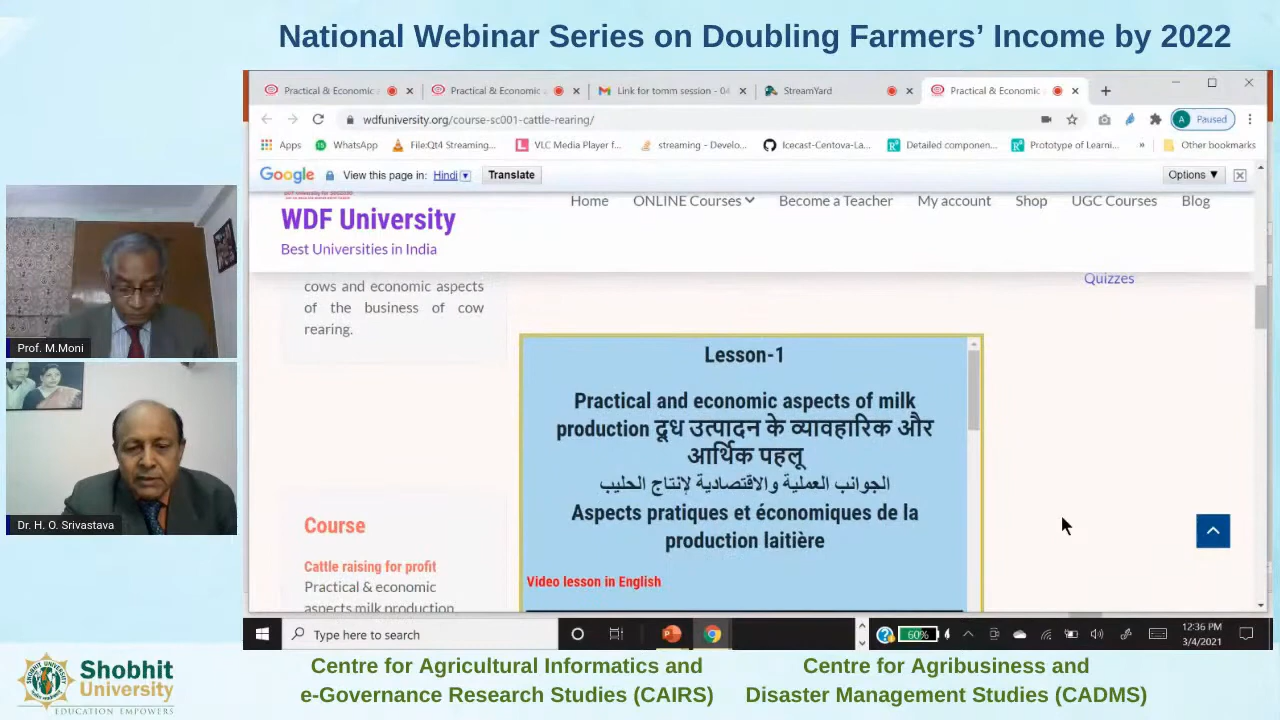 National Webinar Series on Doubling Farmers' Income by 2022
Practical & Economic
Practical & Economic
Link for tomm session - 04
StreamYard
Practical & Economic
wdfuniversity.org/course-sc001-cattle-rearing/
A Paused
Apps
WhatsApp
File:Qt4 Streaming...
VLC Media Player f...
streaming - Develo...
Icecast-Centova-La...
Detailed componen...
Prototype of Learni...
»
Other bookmarks
Google View this page in: Hindi Translate
Options ▼
WDF University
Best Universities in India
Home ONLINE Courses Become a Teacher My account Shop UGC Courses Blog
Quizzes
cows and economic aspects
of the business of cow
rearing.
Lesson-1
Practical and economic aspects of milk
production दूध उत्पादन के व्यावहारिक और
आर्थिक पहलू
الجوانب العملية والاقتصادية لإنتاج الحليب
Aspects pratiques et économiques de la
production laitière
Video lesson in English
Course
Cattle raising for profit
Practical & economic
aspects milk production
Prof. M.Moni
Dr. H. O. Srivastava
Type here to search
60%
12:36 PM
3/4/2021
Shobhit
University
EDUCATION EMPOWERS
Centre for Agricultural Informatics and
e-Governance Research Studies (CAIRS)
Centre for Agribusiness and
Disaster Management Studies (CADMS)